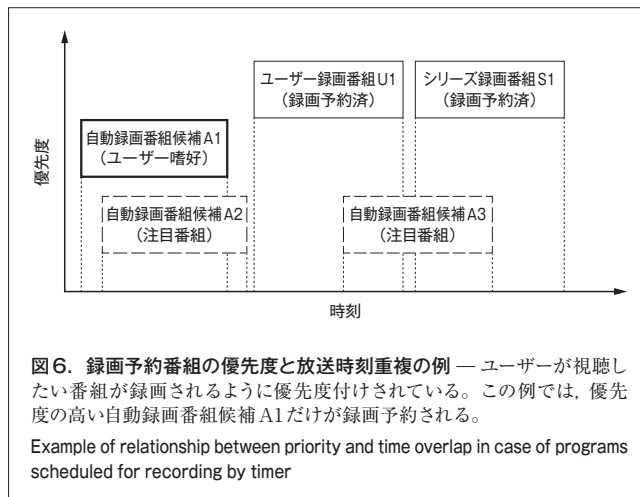 ユーザー録画番組U1
(録画予約済)
シリーズ録画番組S1
(録画予約済)
自動録画番組候補A1
(ユーザー嗜好)
優先度
自動録画番組候補A2
(注目番組)
自動録画番組候補A3
(注目番組)
時刻
図6. 録画予約番組の優先度と放送時刻重複の例 — ユーザーが視聴し
たい番組が録画されるように優先度付けされている。この例では, 優先
度の高い自動録画番組候補A1だけが録画予約される。
Example of relationship between priority and time overlap in case of programs
scheduled for recording by timer